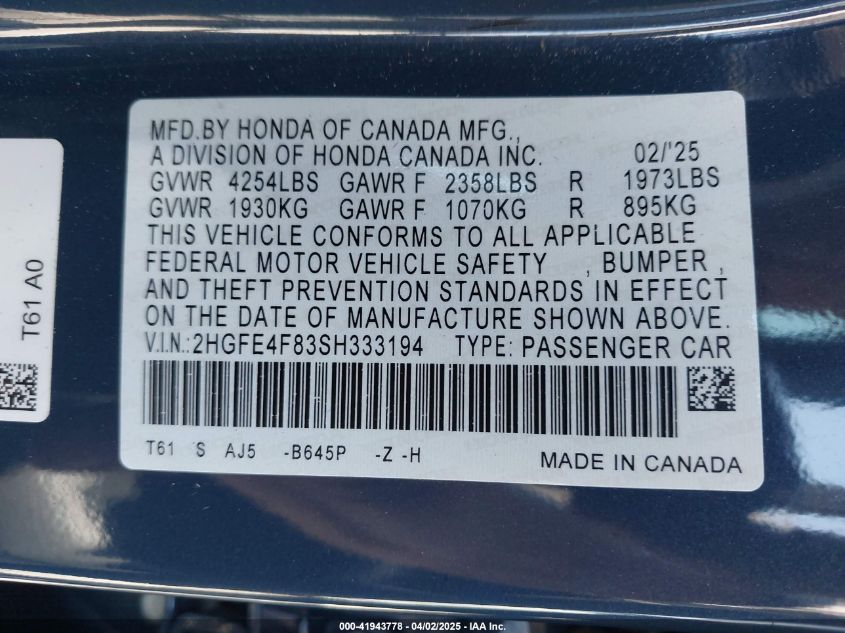 MFD.BY HONDA OF CANADA MFG.,
A DIVISION OF HONDA CANADA INC. 02/'25
GVWR 4254LBS GAWR F 2358LBS R 1973LBS
GVWR 1930KG GAWR F 1070KG R 895KG
THIS VEHICLE CONFORMS TO ALL APPLICABLE
FEDERAL MOTOR VEHICLE SAFETY , BUMPER ,
AND THEFT PREVENTION STANDARDS IN EFFECT
ON THE DATE OF MANUFACTURE SHOWN ABOVE.
V.I.N.:2HGFE4F83SH333194 TYPE: PASSENGER CAR
T61 S AJ5 -B645P -Z -H
MADE IN CANADA
T61 A0
000-41943778 - 04/02/2025 - IAA Inc.